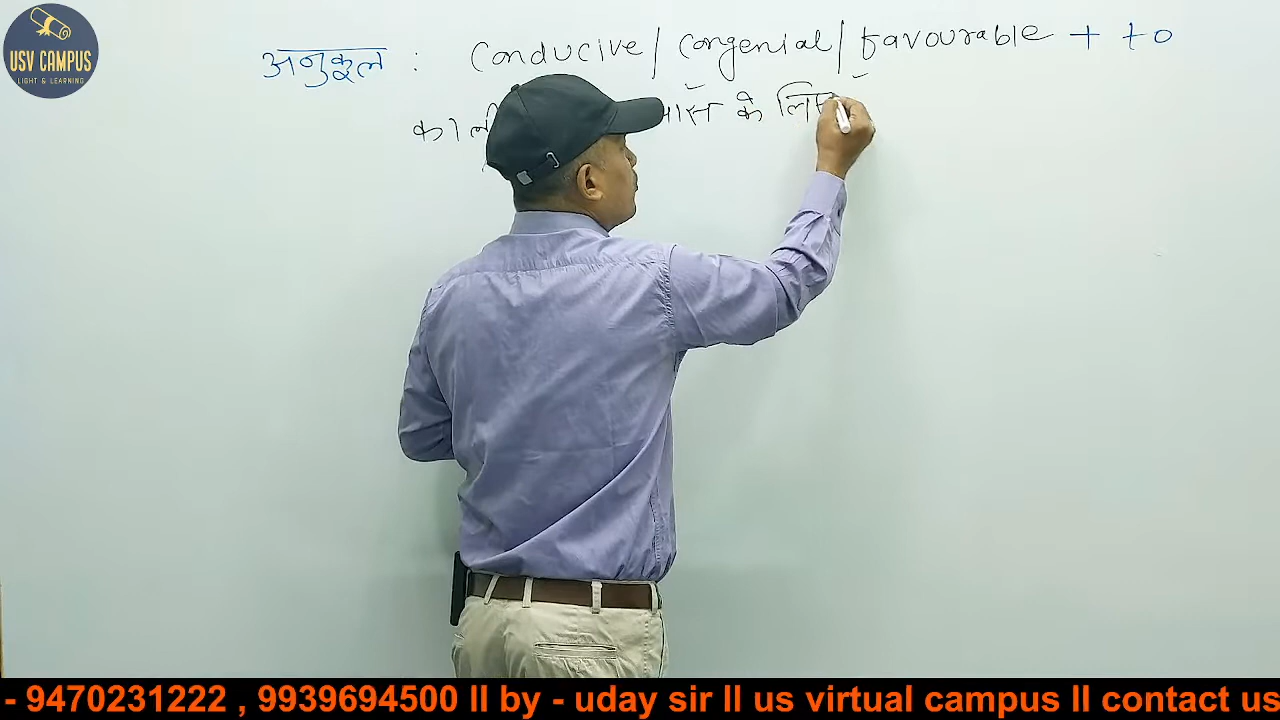 USV CAMPUS
LIGHT & LEARNING
अनुकूल : Conducive / Congenial / favourable + to
के लिए
- 9470231222 , 9939694500 ll by - uday sir ll us virtual campus ll contact us